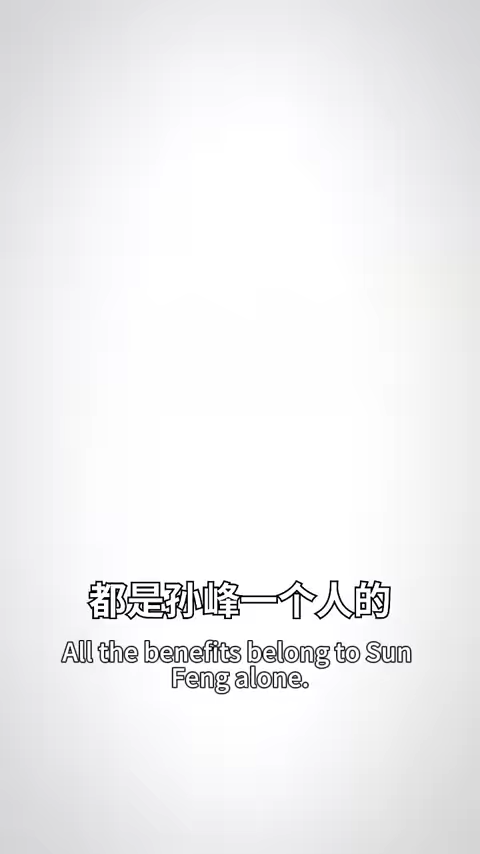 都是孙峰一个人的
All the benefits belong to Sun
Feng alone.